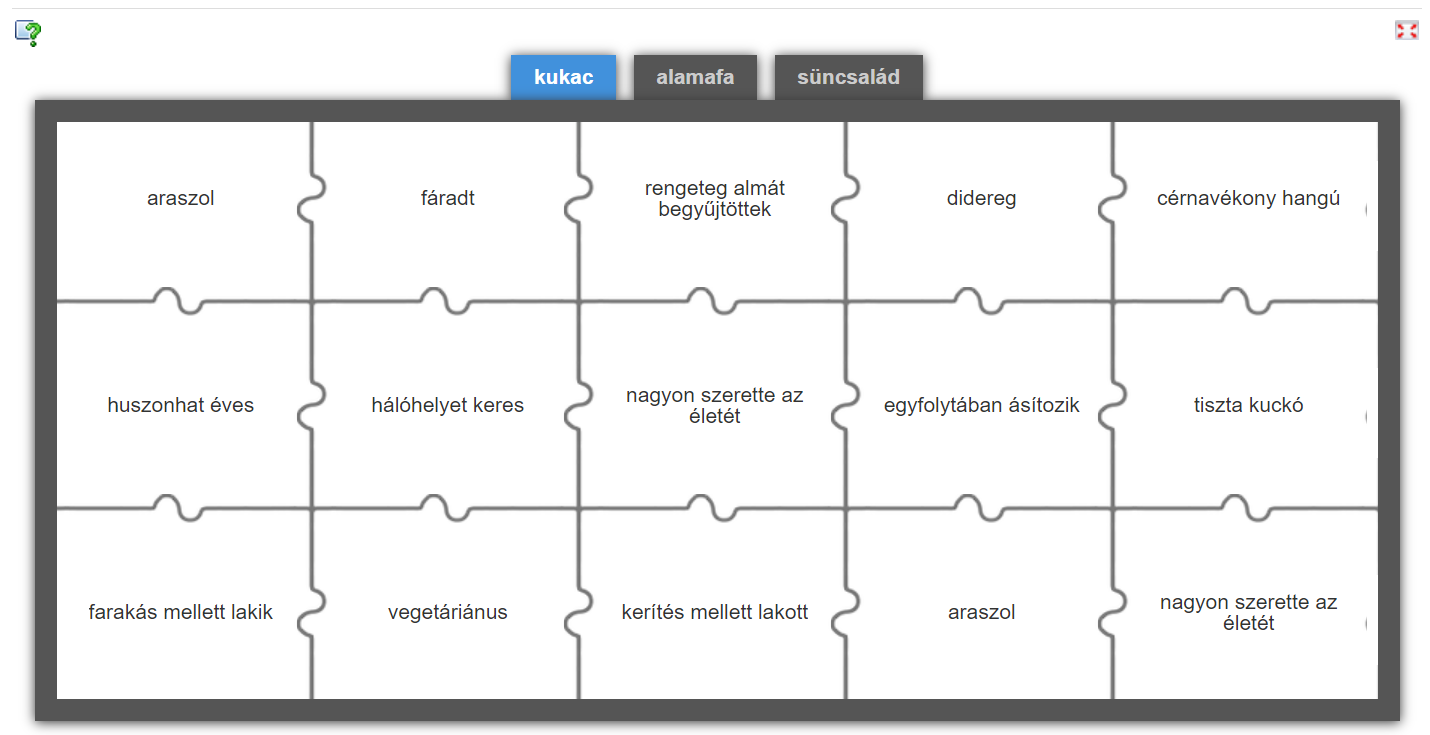 kukac
alamafa
süncsalád
araszol
fáradt
rengeteg almát
begyűjtöttek
didereg
cérnavékony hangú
huszonhat éves
hálóhelyet keres
nagyon szerette az
életét
egyfolytában ásítozik
tiszta kuckó
farakás mellett lakik
vegetáriánus
kerítés mellett lakott
araszol
nagyon szerette az
életét